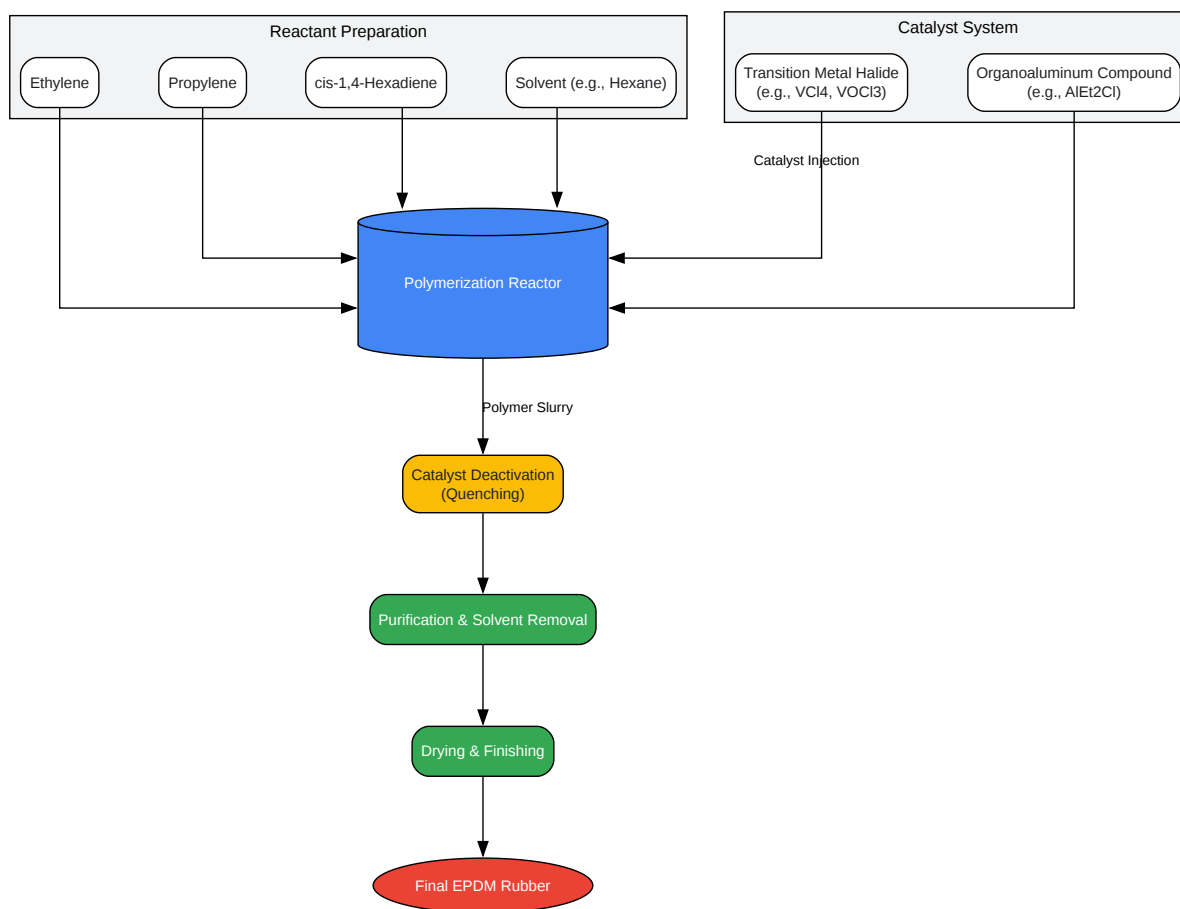 Reactant Preparation
Catalyst System
Ethylene
Propylene
cis-1,4-Hexadiene
Solvent (e.g., Hexane)
Transition Metal Halide
(e.g., VCl4, VOCl3)
Organoaluminum Compound
(e.g., AlEt2Cl)
Catalyst Injection
Polymerization Reactor
Polymer Slurry
Catalyst Deactivation
(Quenching)
Purification & Solvent Removal
Drying & Finishing
Final EPDM Rubber